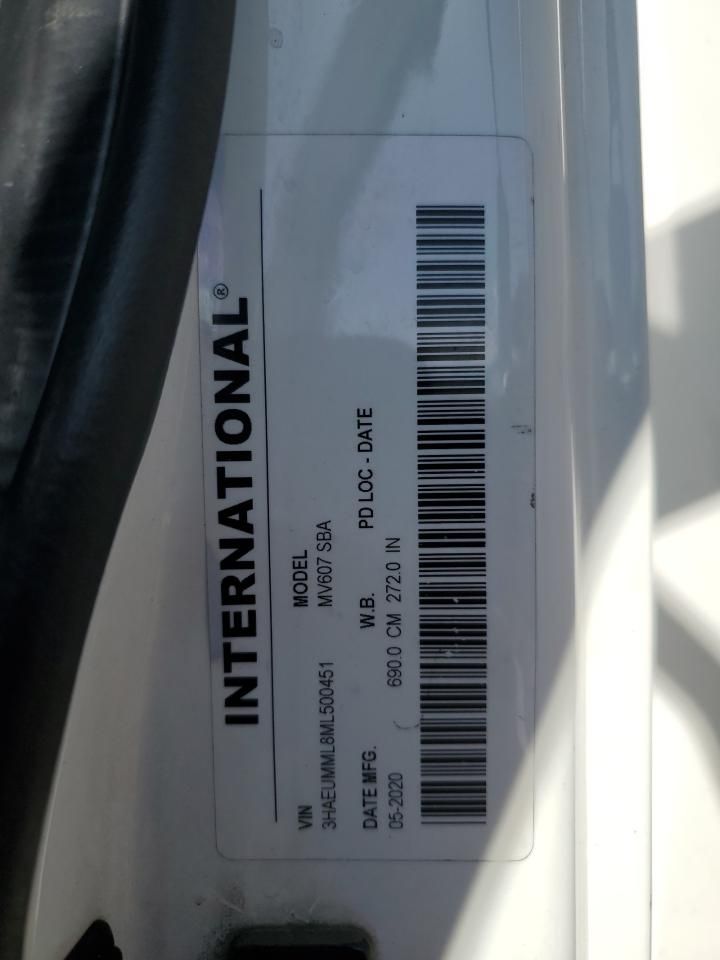 INTERNATIONAL®
VIN MODEL
3HAEUMML8ML500451 MV607 SBA
DATE MFG. W.B. PD LOC - DATE
05-2020 690.0 CM 272.0 IN